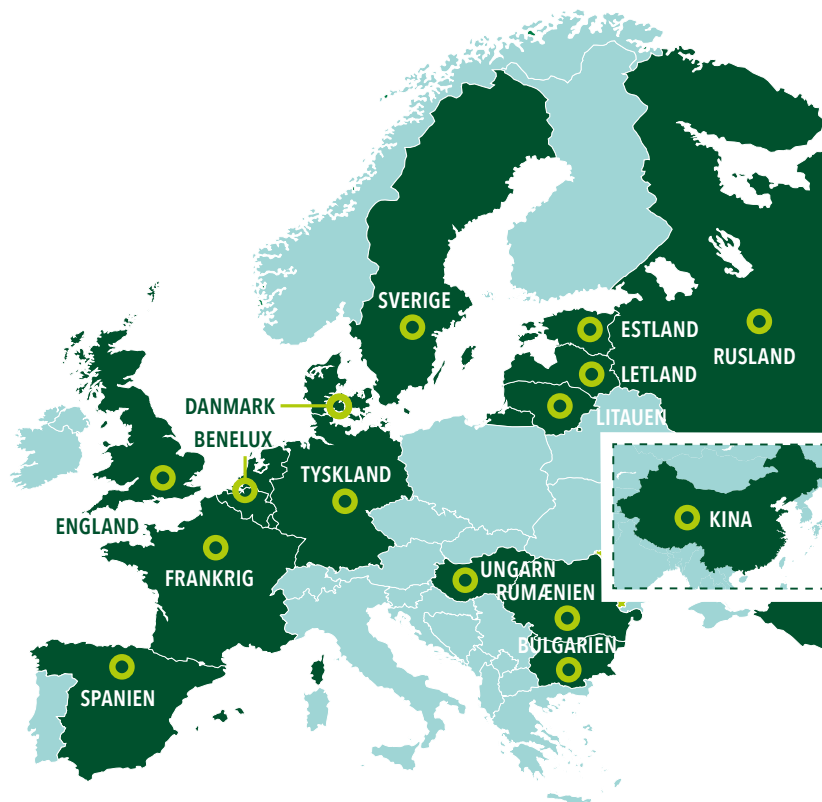 SVERIGE
ESTLAND
RUSLAND
LETLAND
DANMARK
LITAUEN
BENELUX
TYSKLAND
KINA
ENGLAND
UNGARN
FRANKRIG
RUMÆNIEN
BULGARIEN
SPANIEN